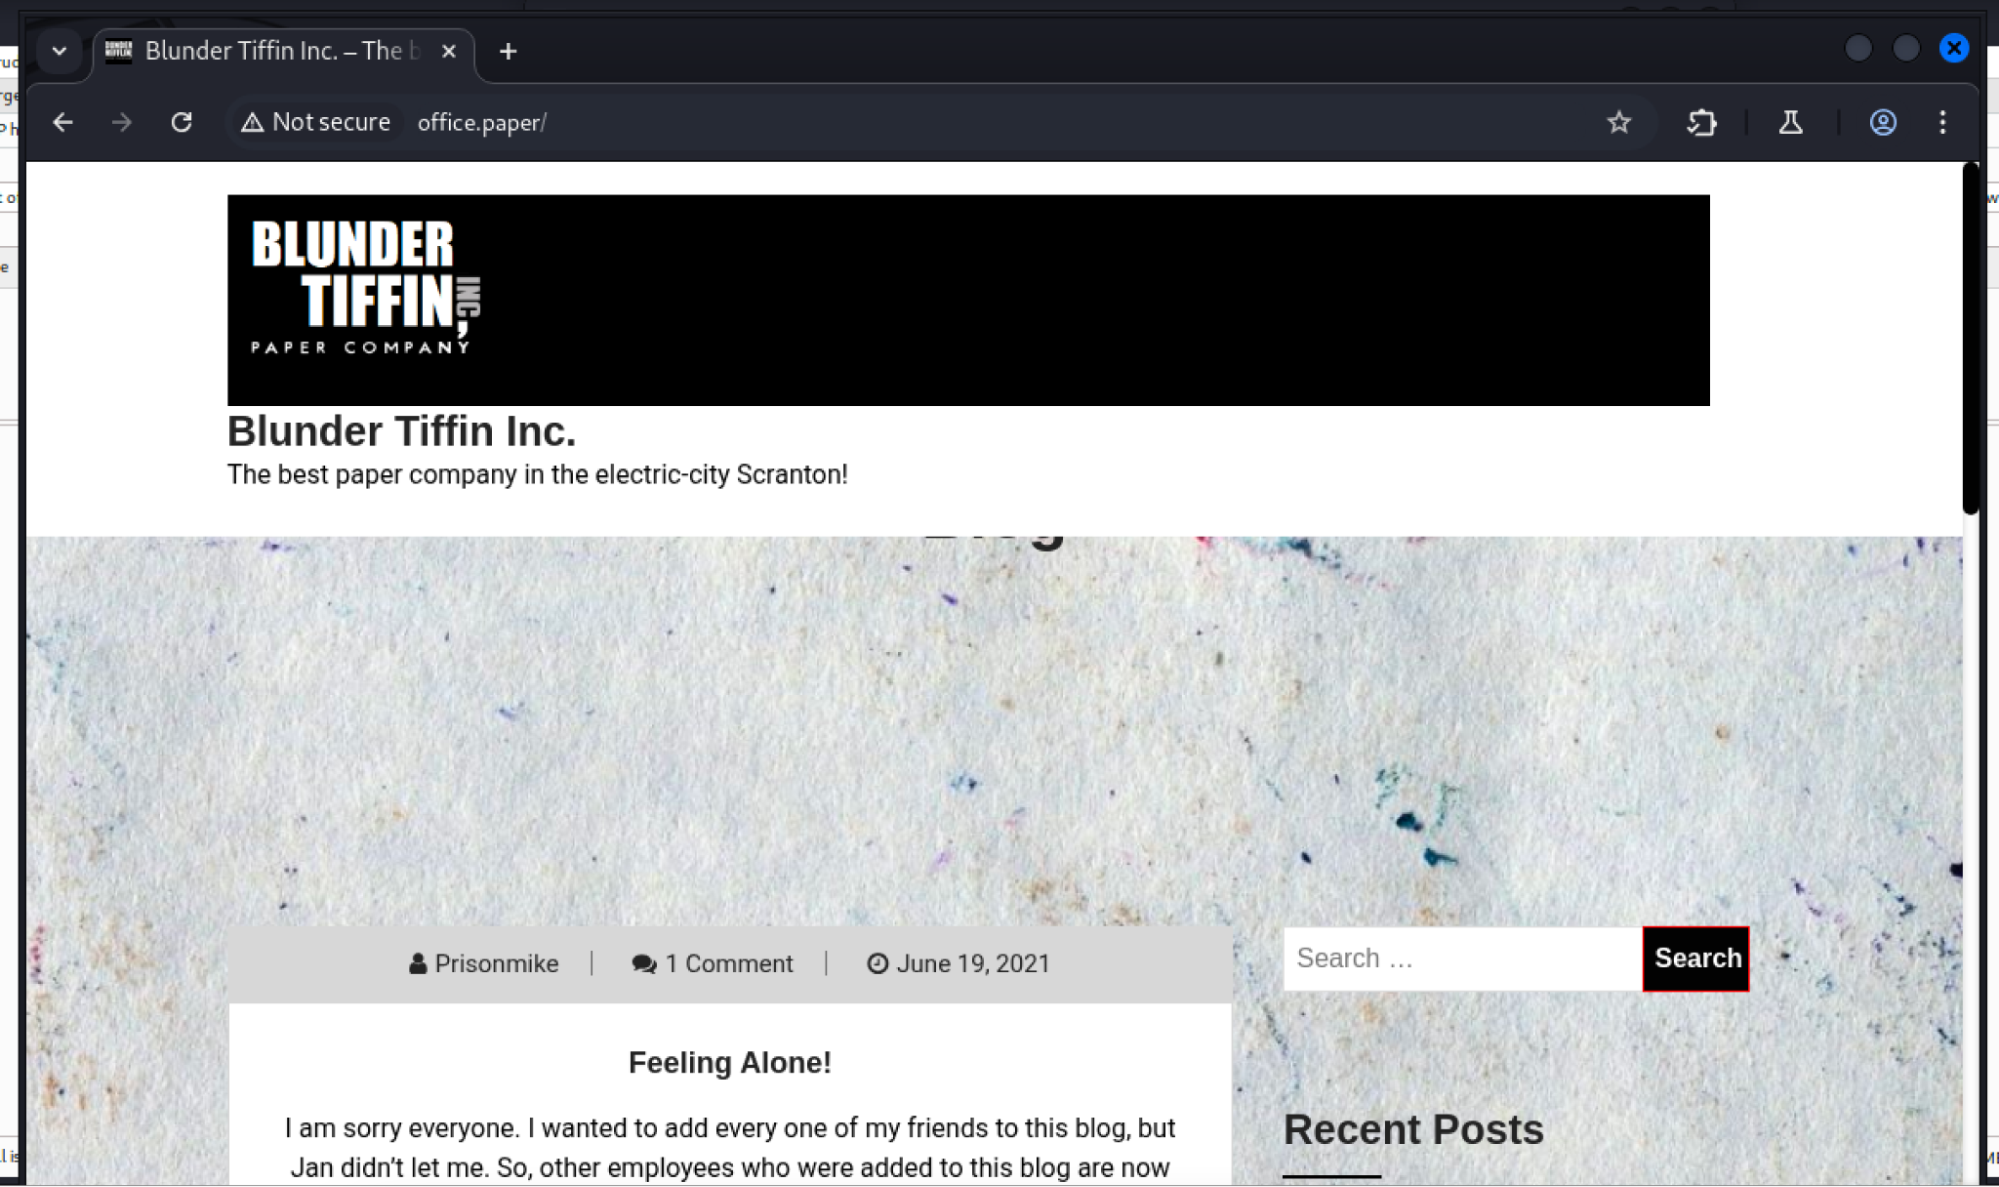 Blunder Tiffin Inc. – The b
Not secure office.paper/
BLUNDER
TIFFIN,
INC
PAPER COMPANY
Blunder Tiffin Inc.
The best paper company in the electric-city Scranton!
Blog
Prisonmike | 1 Comment | June 19, 2021
Search …
Search
Feeling Alone!
I am sorry everyone. I wanted to add every one of my friends to this blog, but
Jan didn’t let me. So, other employees who were added to this blog are now
Recent Posts